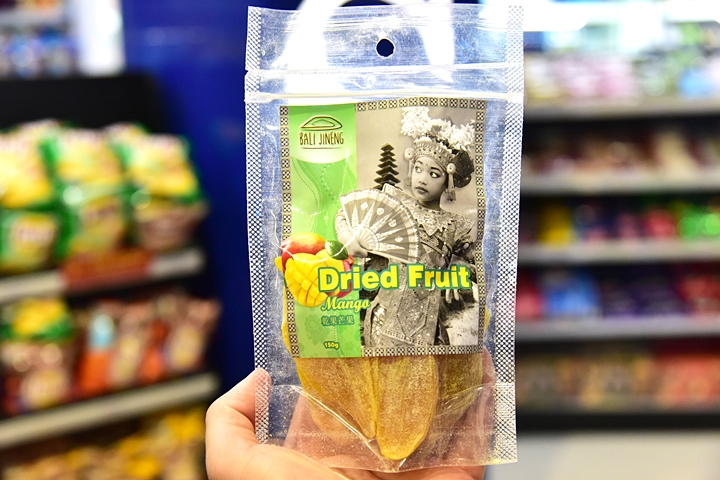 BALI JINENG
Dried Fruit
Mango
150g